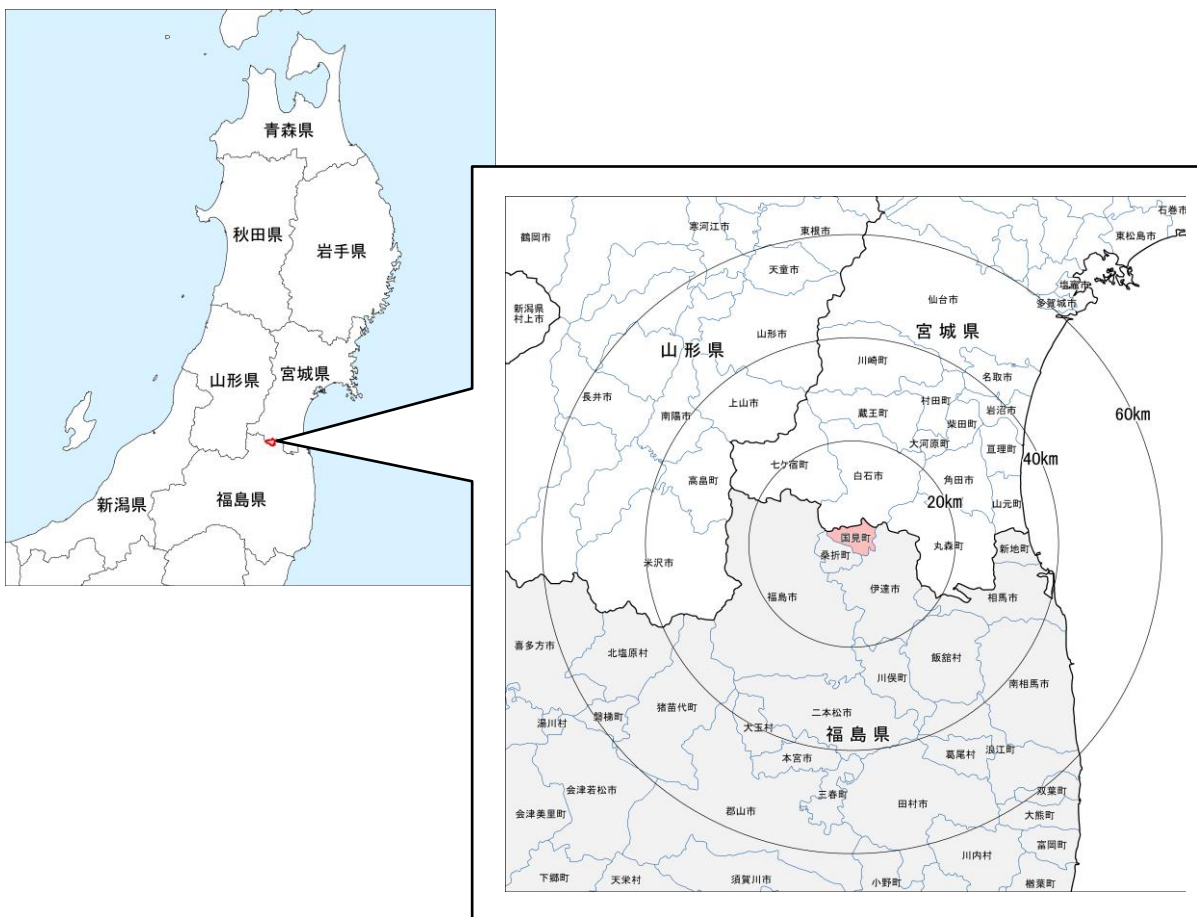 青森県
秋田県
岩手県
山形県
宮城県
新潟県
福島県
石巻市
寒河江市
東根市
鶴岡市
東松島市
天童市
塩竈市
仙台市
多賀城市
新潟県
村上市
山形市
宮城県
山形県
川崎町
名取市
長井市
上山市
村田町
南陽市
蔵王町
岩沼市
60km
柴田町
大河原町
亘理町
40km
七ケ宿町
白石市
高畠町
角田市
20km
山元町
国見町
丸森町
新地町
桑折町
米沢市
伊達市
福島市
相馬市
喜多方市
北塩原村
飯舘村
川俣町
南相馬市
猪苗代町
二本松市
磐梯町
湯川村
大玉村
福島県
葛尾村
浪江町
本宮市
会津若松市
三春町
双葉町
田村市
会津美里町
郡山市
大熊町
富岡町
川内村
下郷町
天栄村
須賀川市
小野町
楢葉町